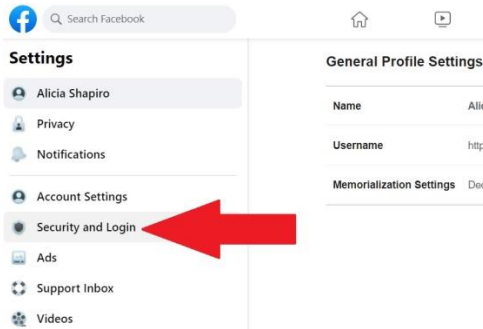 Search Facebook
Settings
Alicia Shapiro
Privacy
Notifications
Account Settings
Security and Login
Ads
Support Inbox
Videos
General Profile Settings
Name
Username
Memorialization Settings